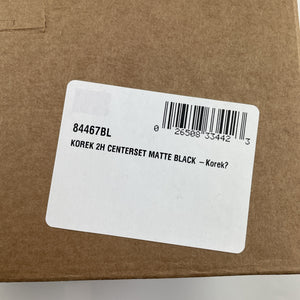 0 26508 33442 3
84467BL
KOREK 2H CENTERSET MATTE BLACK – Korek?